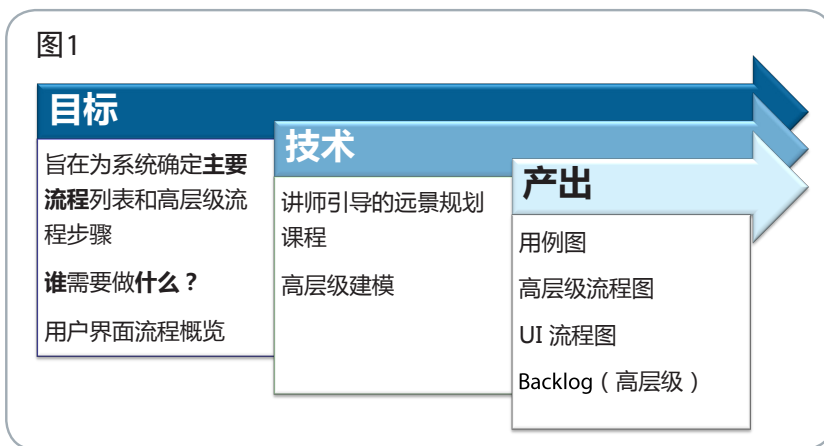 图1
目标
旨在为系统确定主要
流程列表和高层级流
程步骤
谁需要做什么？
用户界面流程概览
技术
讲师引导的远景规划
课程
高层级建模
产出
用例图
高层级流程图
UI 流程图
Backlog（高层级）